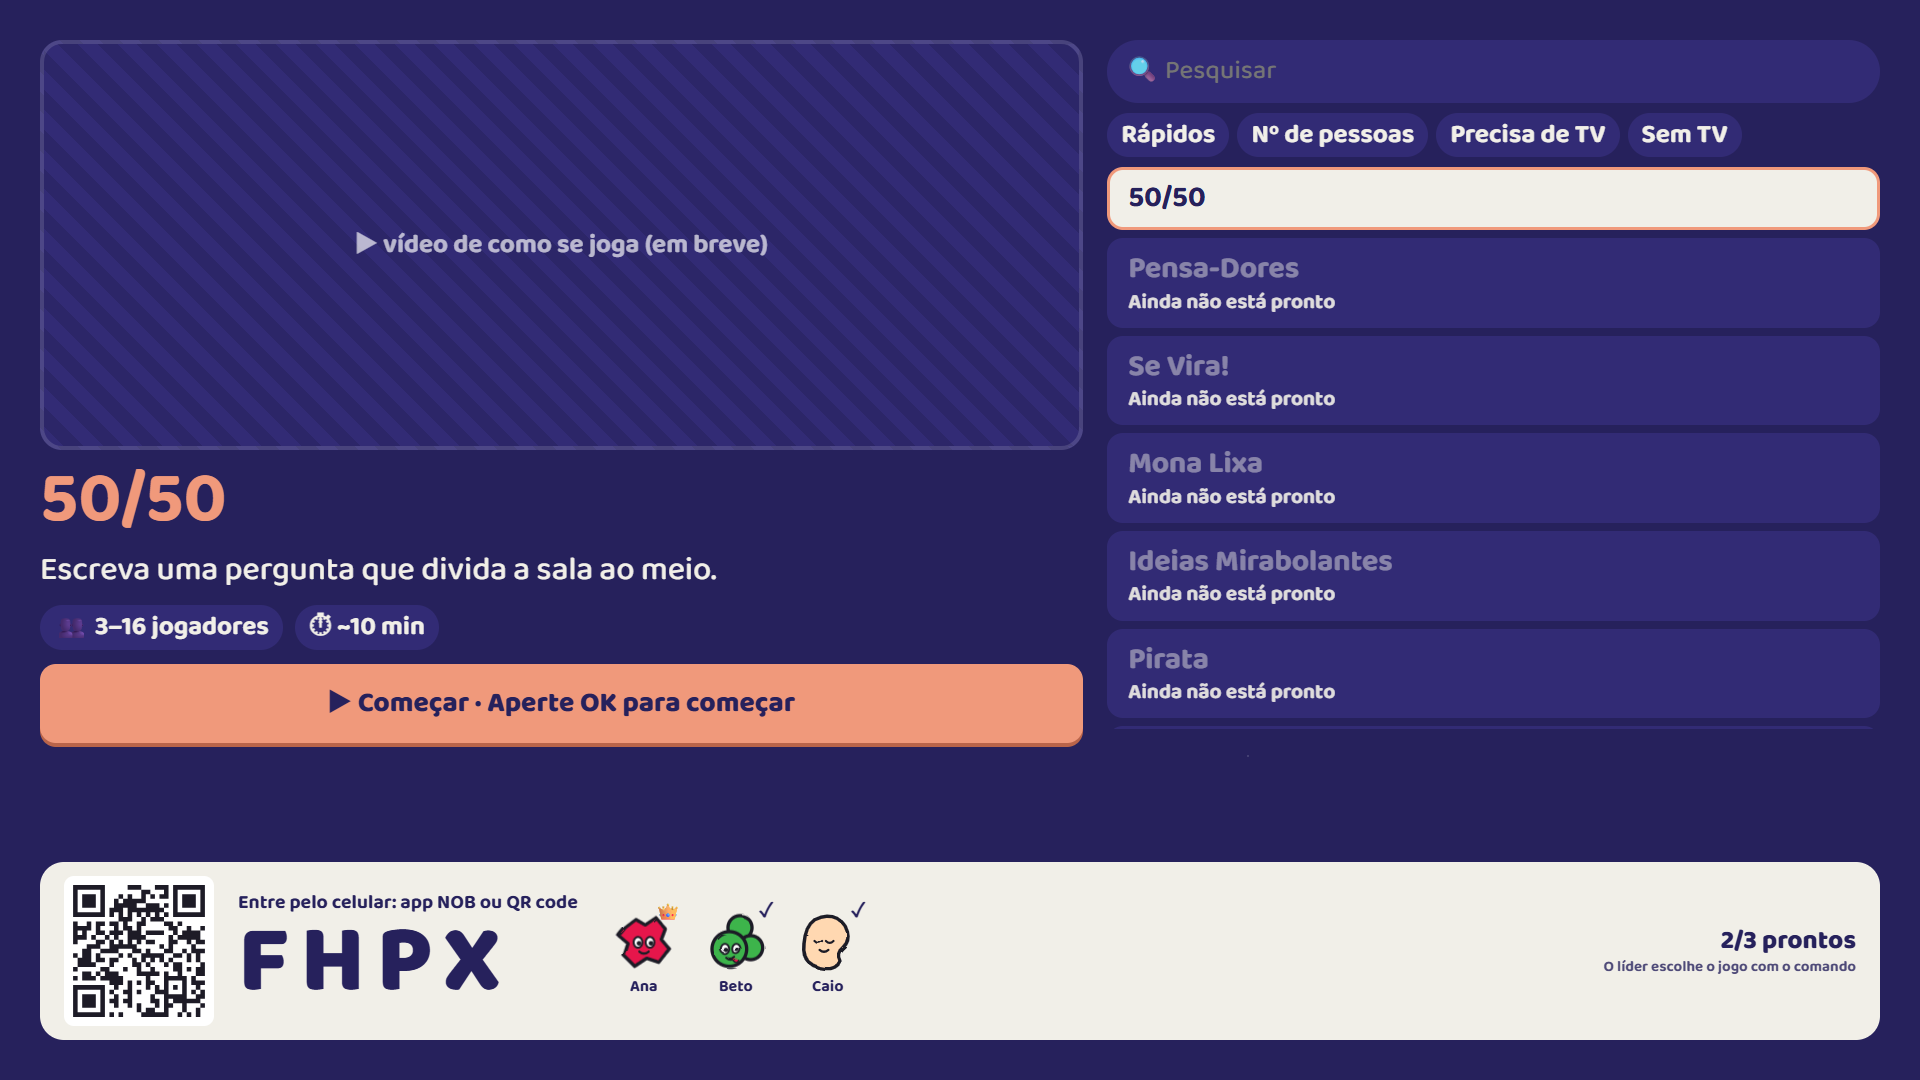 ▶ vídeo de como se joga (em breve)
50/50
Escreva uma pergunta que divida a sala ao meio.
3–16 jogadores
~10 min
▶ Começar · Aperte OK para começar
Pesquisar
Rápidos
Nº de pessoas
Precisa de TV
Sem TV
50/50
Pensa-Dores
Ainda não está pronto
Se Vira!
Ainda não está pronto
Mona Lixa
Ainda não está pronto
Ideias Mirabolantes
Ainda não está pronto
Pirata
Ainda não está pronto
Entre pelo celular: app NOB ou QR code
FHPX
Ana
Beto
Caio
2/3 prontos
O líder escolhe o jogo com o comando